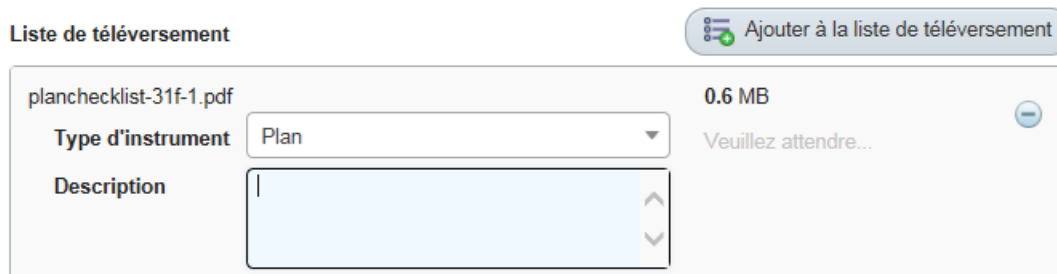 Liste de téléversement
Ajouter à la liste de téléversement
planchecklist-31f-1.pdf
0.6 MB
Type d'instrument
Plan
Veuillez attendre...
Description